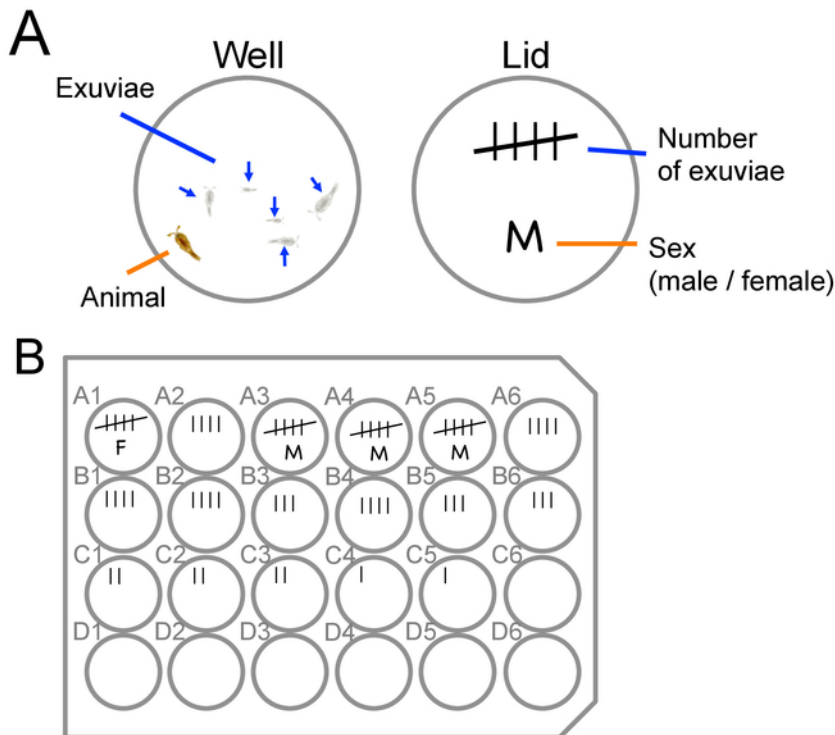 A
Well
Lid
Exuviae
Number
of exuviae
M
Sex
(male / female)
Animal
B
A1 A2 A3 A4 A5 A6
F M M M
B1 B2 B3 B4 B5 B6
C1 C2 C3 C4 C5 C6
D1 D2 D3 D4 D5 D6